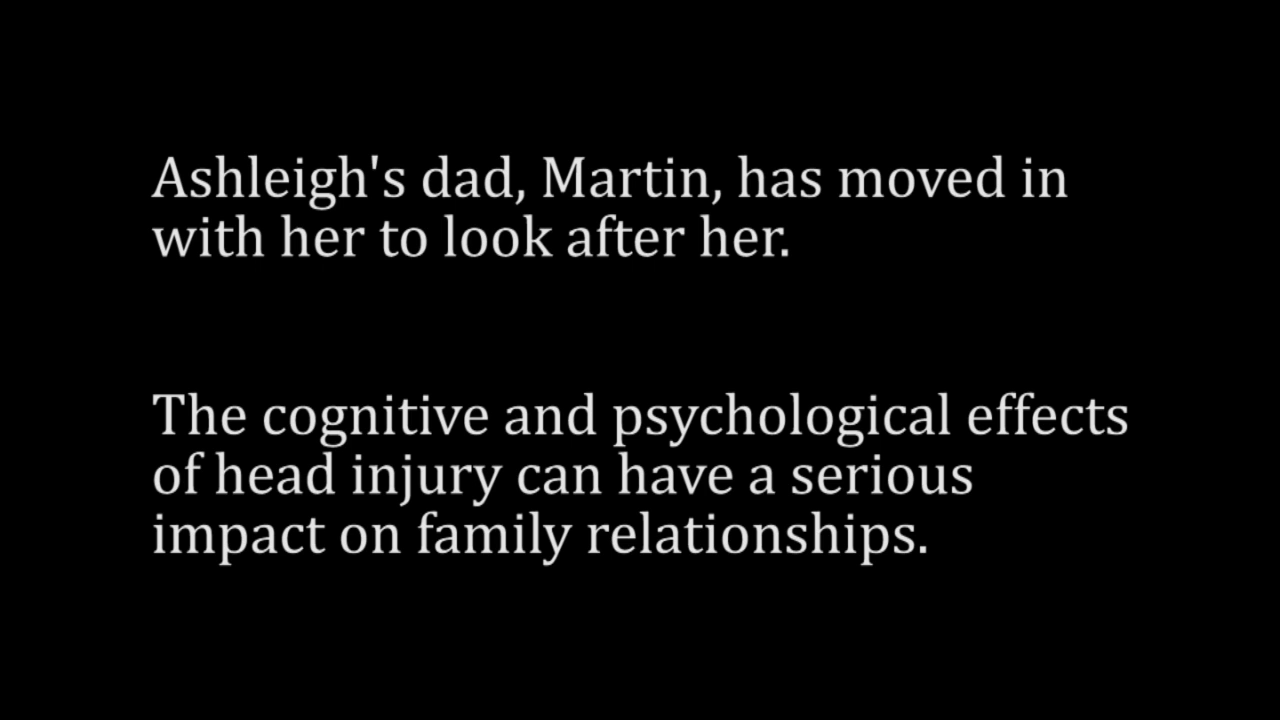 Ashleigh's dad, Martin, has moved in
with her to look after her.
The cognitive and psychological effects
of head injury can have a serious
impact on family relationships.